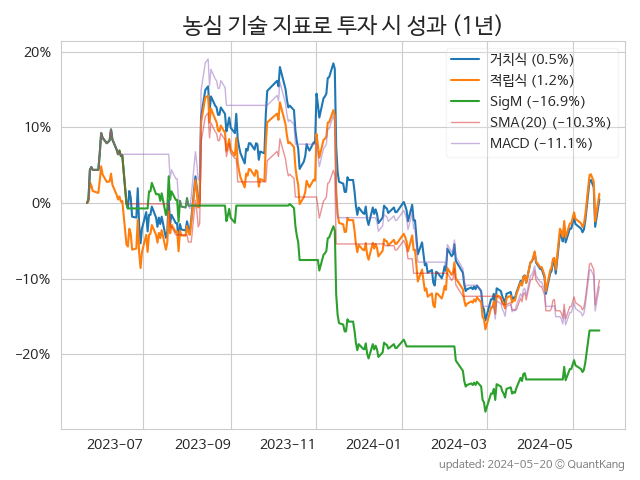 농심 기술 지표로 투자 시 성과 (1년)
20%
10%
0%
−10%
−20%
거치식 (0.5%)
적립식 (1.2%)
SigM (−16.9%)
SMA(20) (−10.3%)
MACD (−11.1%)
2023−07
2023−09
2023−11
2024−01
2024−03
2024−05
updated: 2024−05−20 © QuantKang